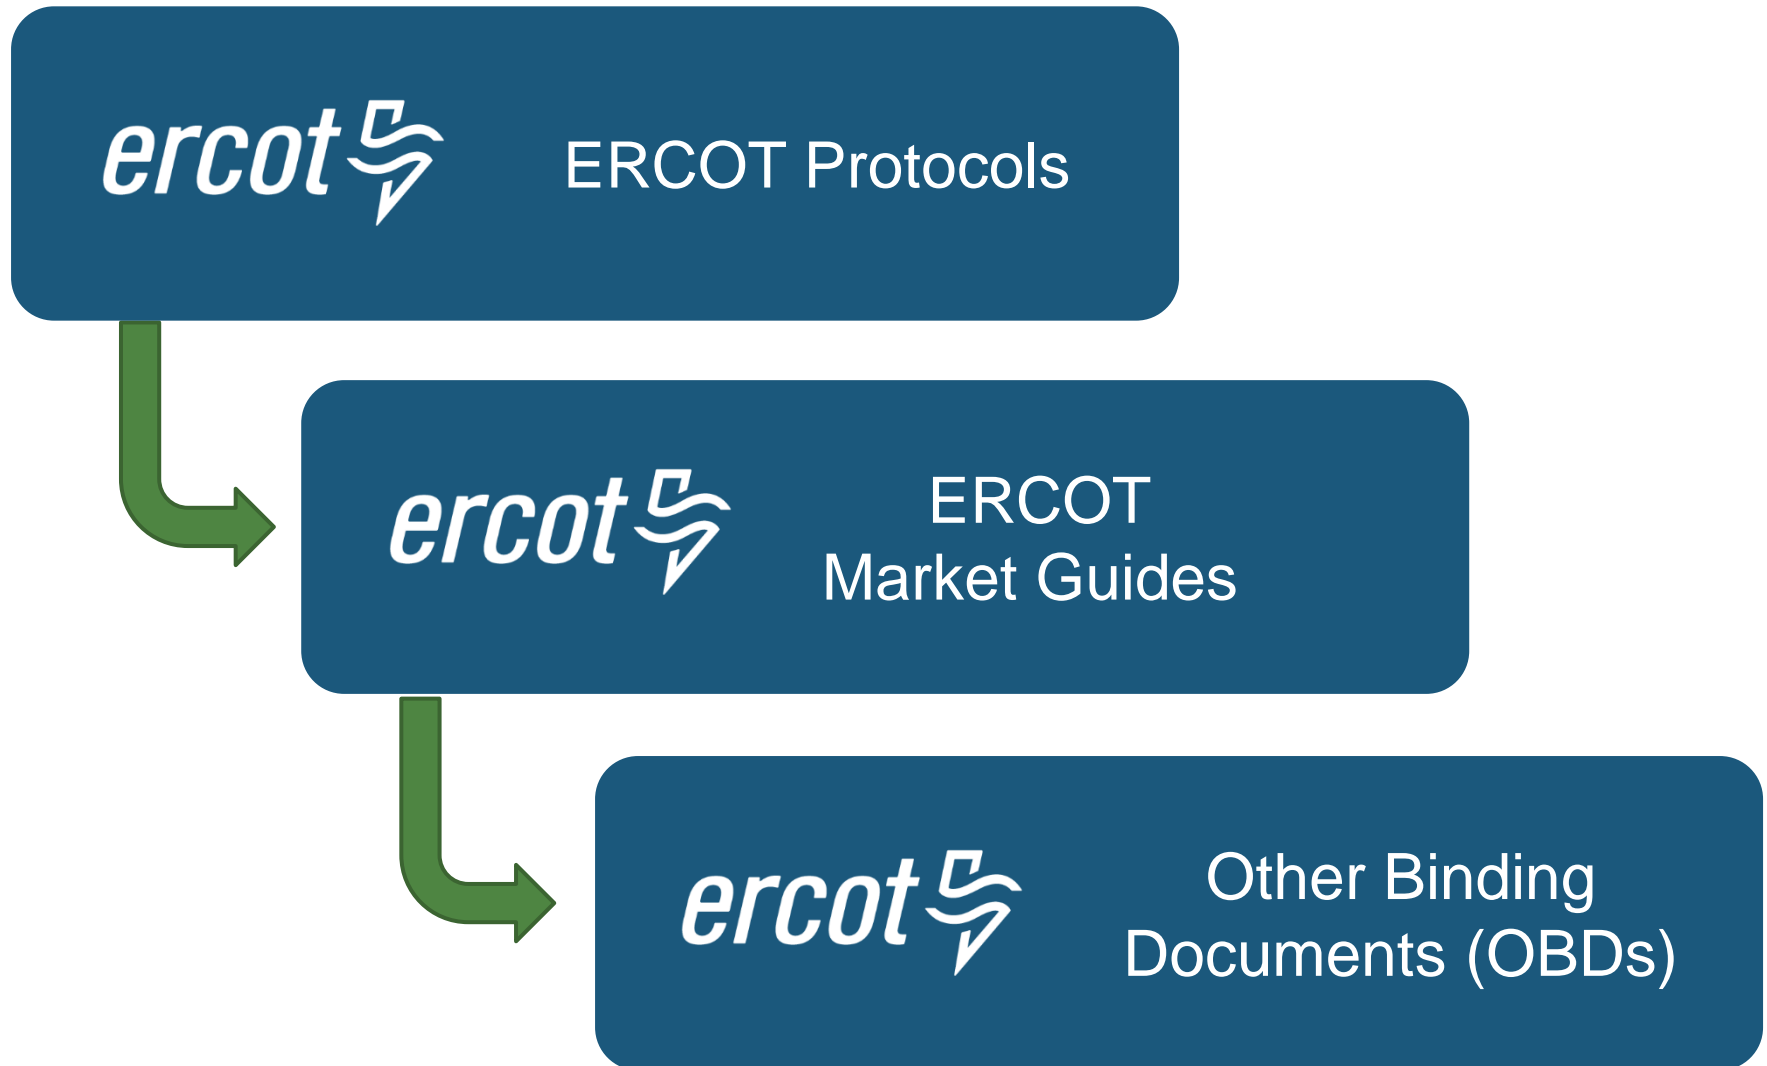 ercot
ERCOT Protocols
ercot
ERCOT
Market Guides
ercot
Other Binding
Documents (OBDs)